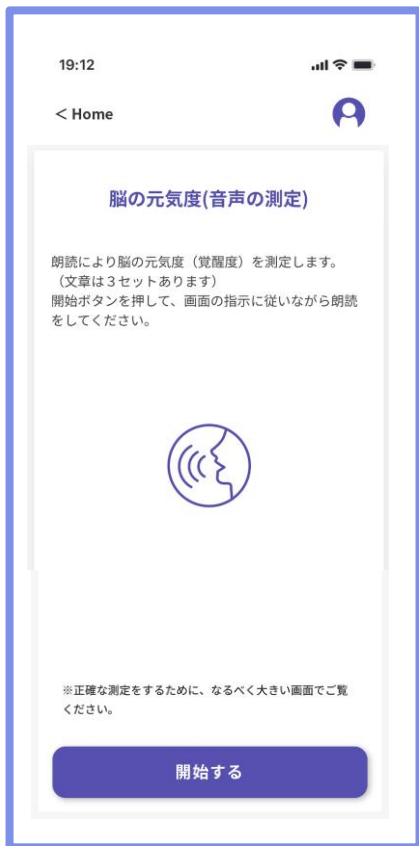 19:12
< Home
脳の元気度(音声の測定)
朗読により脳の元気度（覚醒度）を測定します。
（文章は３セットあります）
開始ボタンを押して、画面の指示に従いながら朗読
をしてください。
※正確な測定をするために、なるべく大きい画面でご覧
ください。
開始する